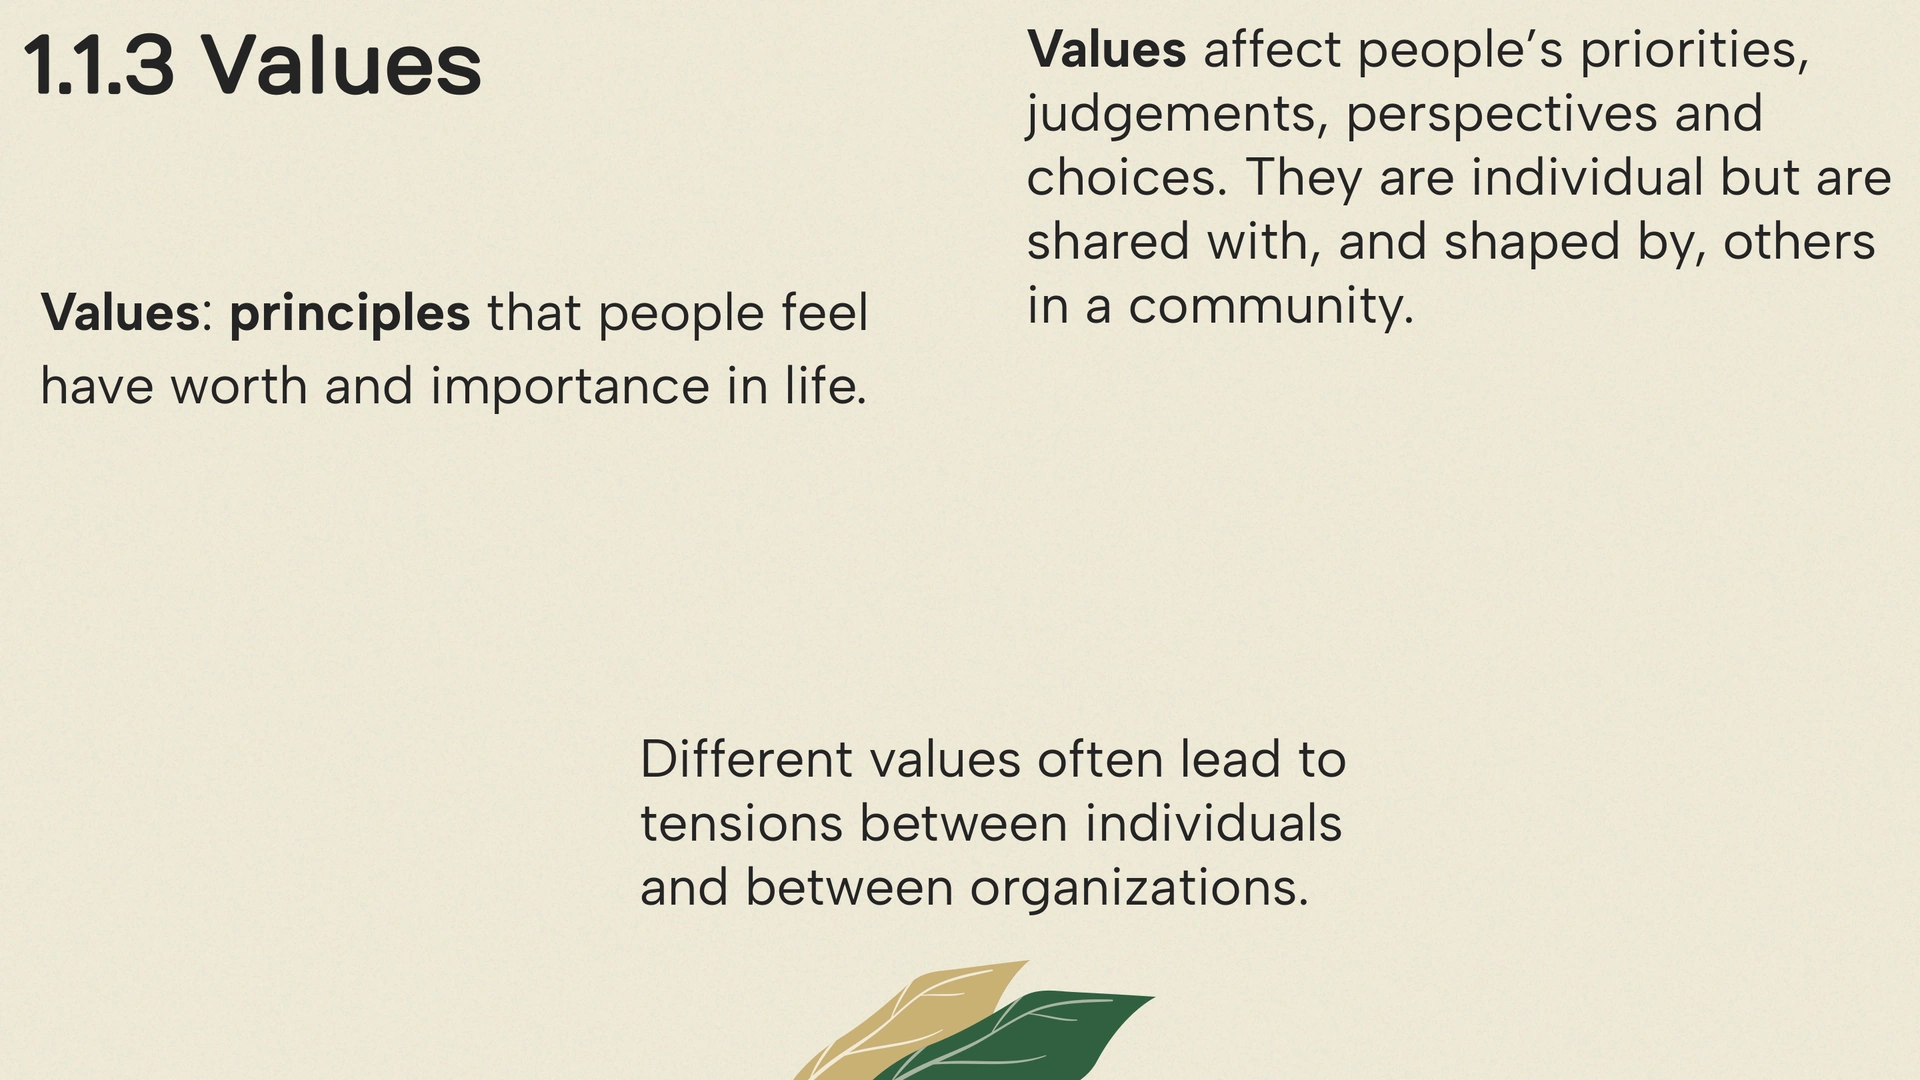 1.1.3 Values
Values: principles that people feel
have worth and importance in life.
Values affect people’s priorities,
judgements, perspectives and
choices. They are individual but are
shared with, and shaped by, others
in a community.
Different values often lead to
tensions between individuals
and between organizations.